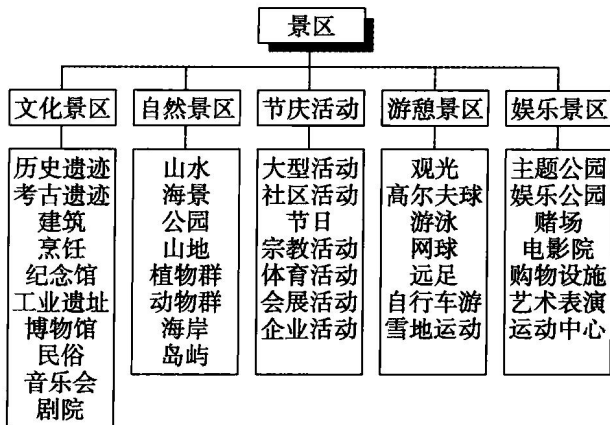 景区
文化景区
历史遗迹
考古遗迹
建筑
烹饪
纪念馆
工业遗址
博物馆
民俗
音乐会
剧院
自然景区
山水
海景
公园
山地
植物群
动物群
海岸
岛屿
节庆活动
大型活动
社区活动
节日
宗教活动
体育活动
会展活动
企业活动
游憩景区
观光
高尔夫球
游泳
网球
远足
自行车游
雪地运动
娱乐景区
主题公园
娱乐公园
赌场
电影院
购物设施
艺术表演
运动中心